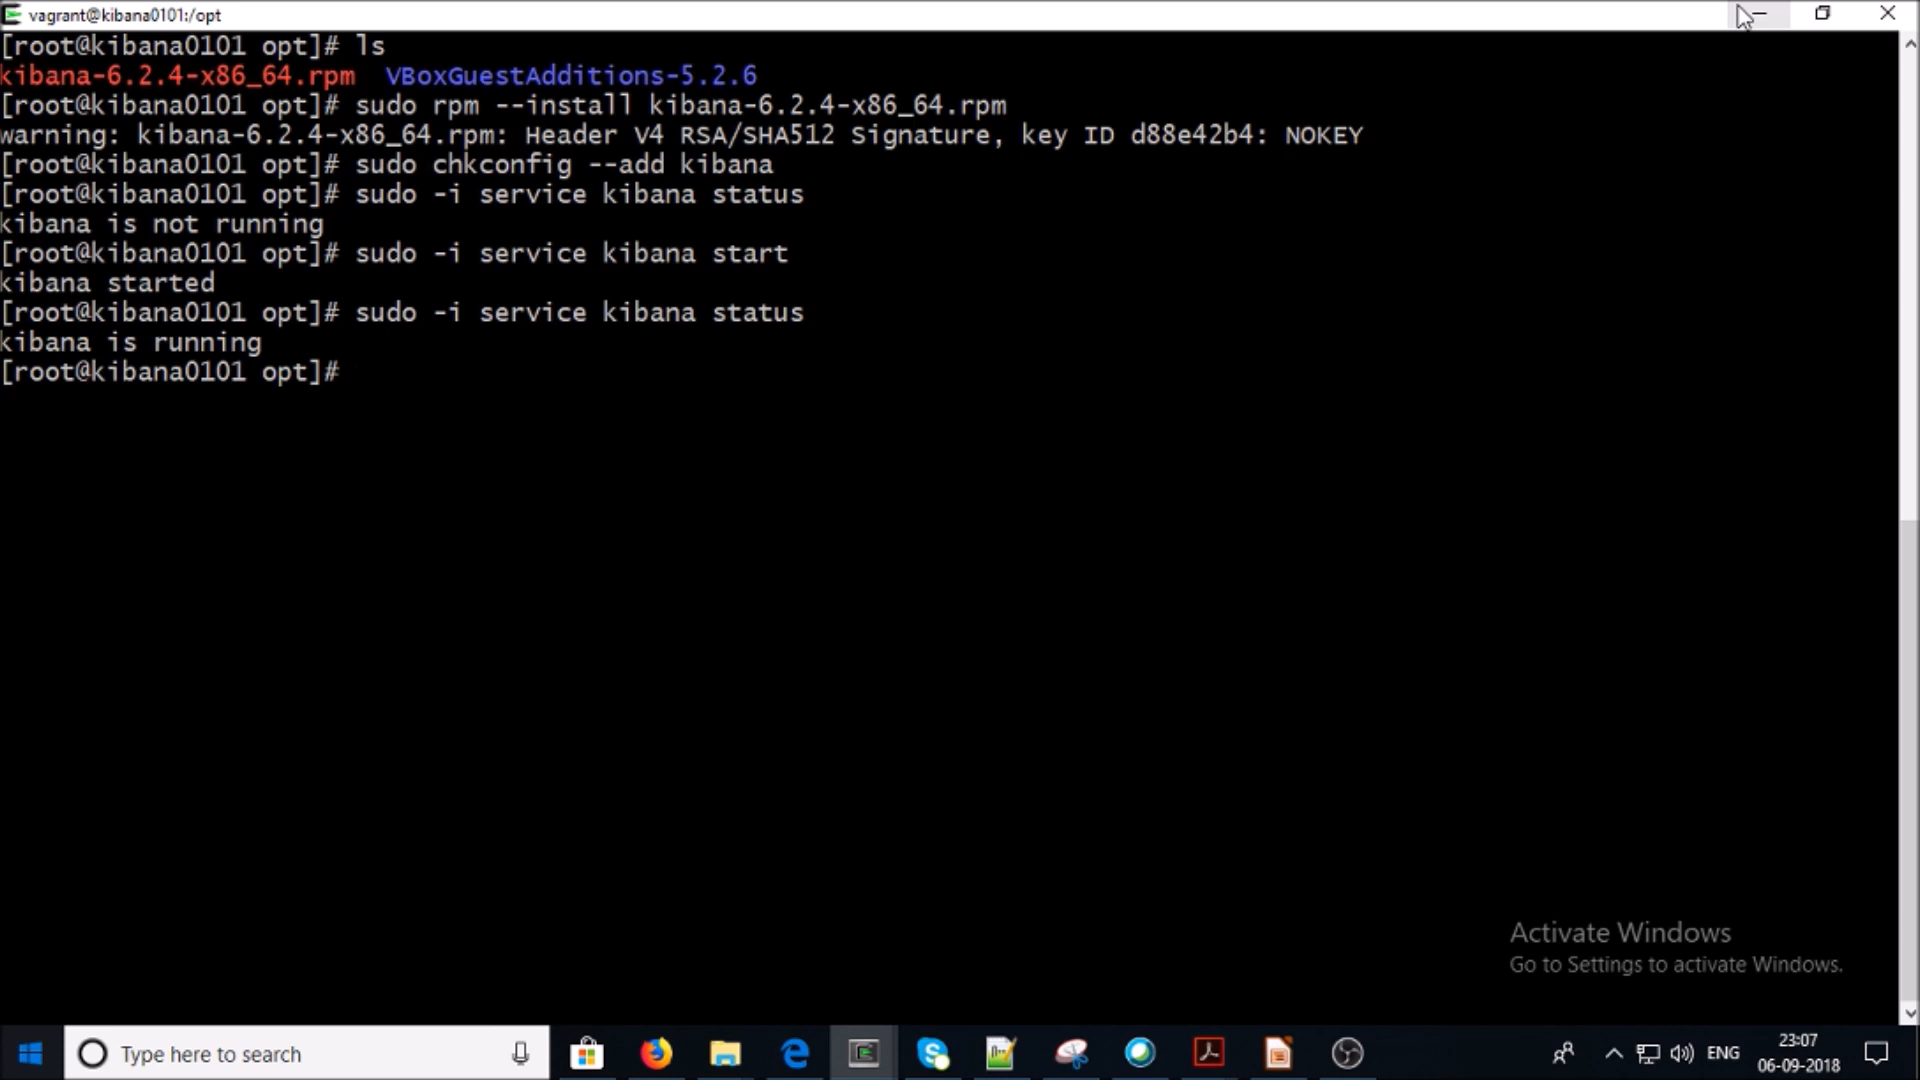 vagrant@kibana0101:/opt
[root@kibana0101 opt]# ls
kibana-6.2.4-x86_64.rpm  VBoxGuestAdditions-5.2.6
[root@kibana0101 opt]# sudo rpm --install kibana-6.2.4-x86_64.rpm
warning: kibana-6.2.4-x86_64.rpm: Header V4 RSA/SHA512 Signature, key ID d88e42b4: NOKEY
[root@kibana0101 opt]# sudo chkconfig --add kibana
[root@kibana0101 opt]# sudo -i service kibana status
kibana is not running
[root@kibana0101 opt]# sudo -i service kibana start
kibana started
[root@kibana0101 opt]# sudo -i service kibana status
kibana is running
[root@kibana0101 opt]#
Activate Windows
Go to Settings to activate Windows.
Type here to search
ENG
23:07
06-09-2018